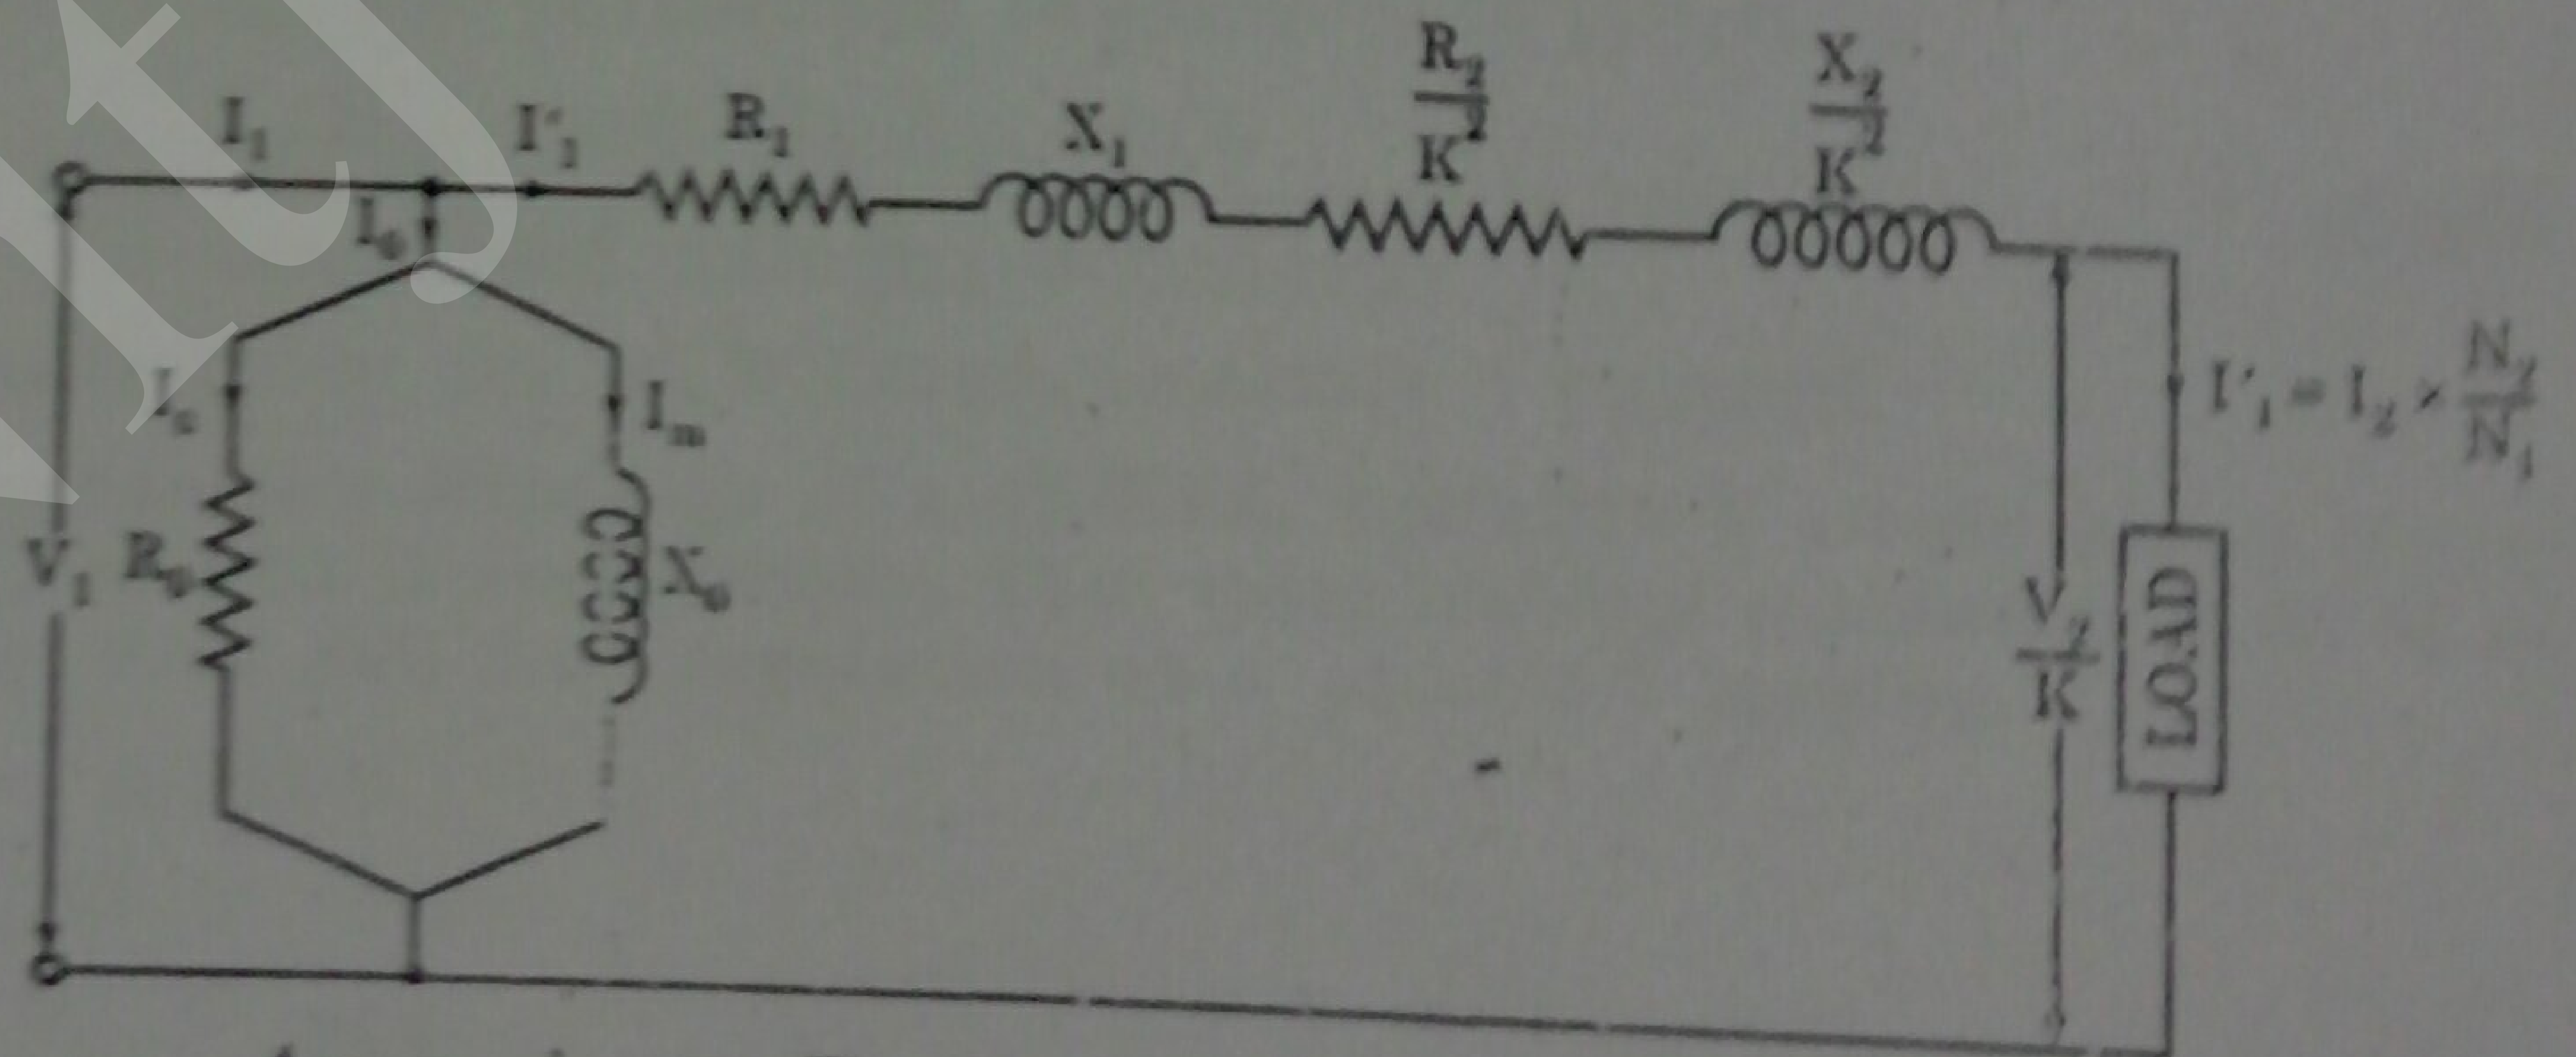 I₁
I'₁
R₁
X₁
R₂
K²
X₂
K²
I₀
I'₁ = I₂ × N₂
N₁
Iₘ
V₁
R₀
X₀
V₂
K
LOAD